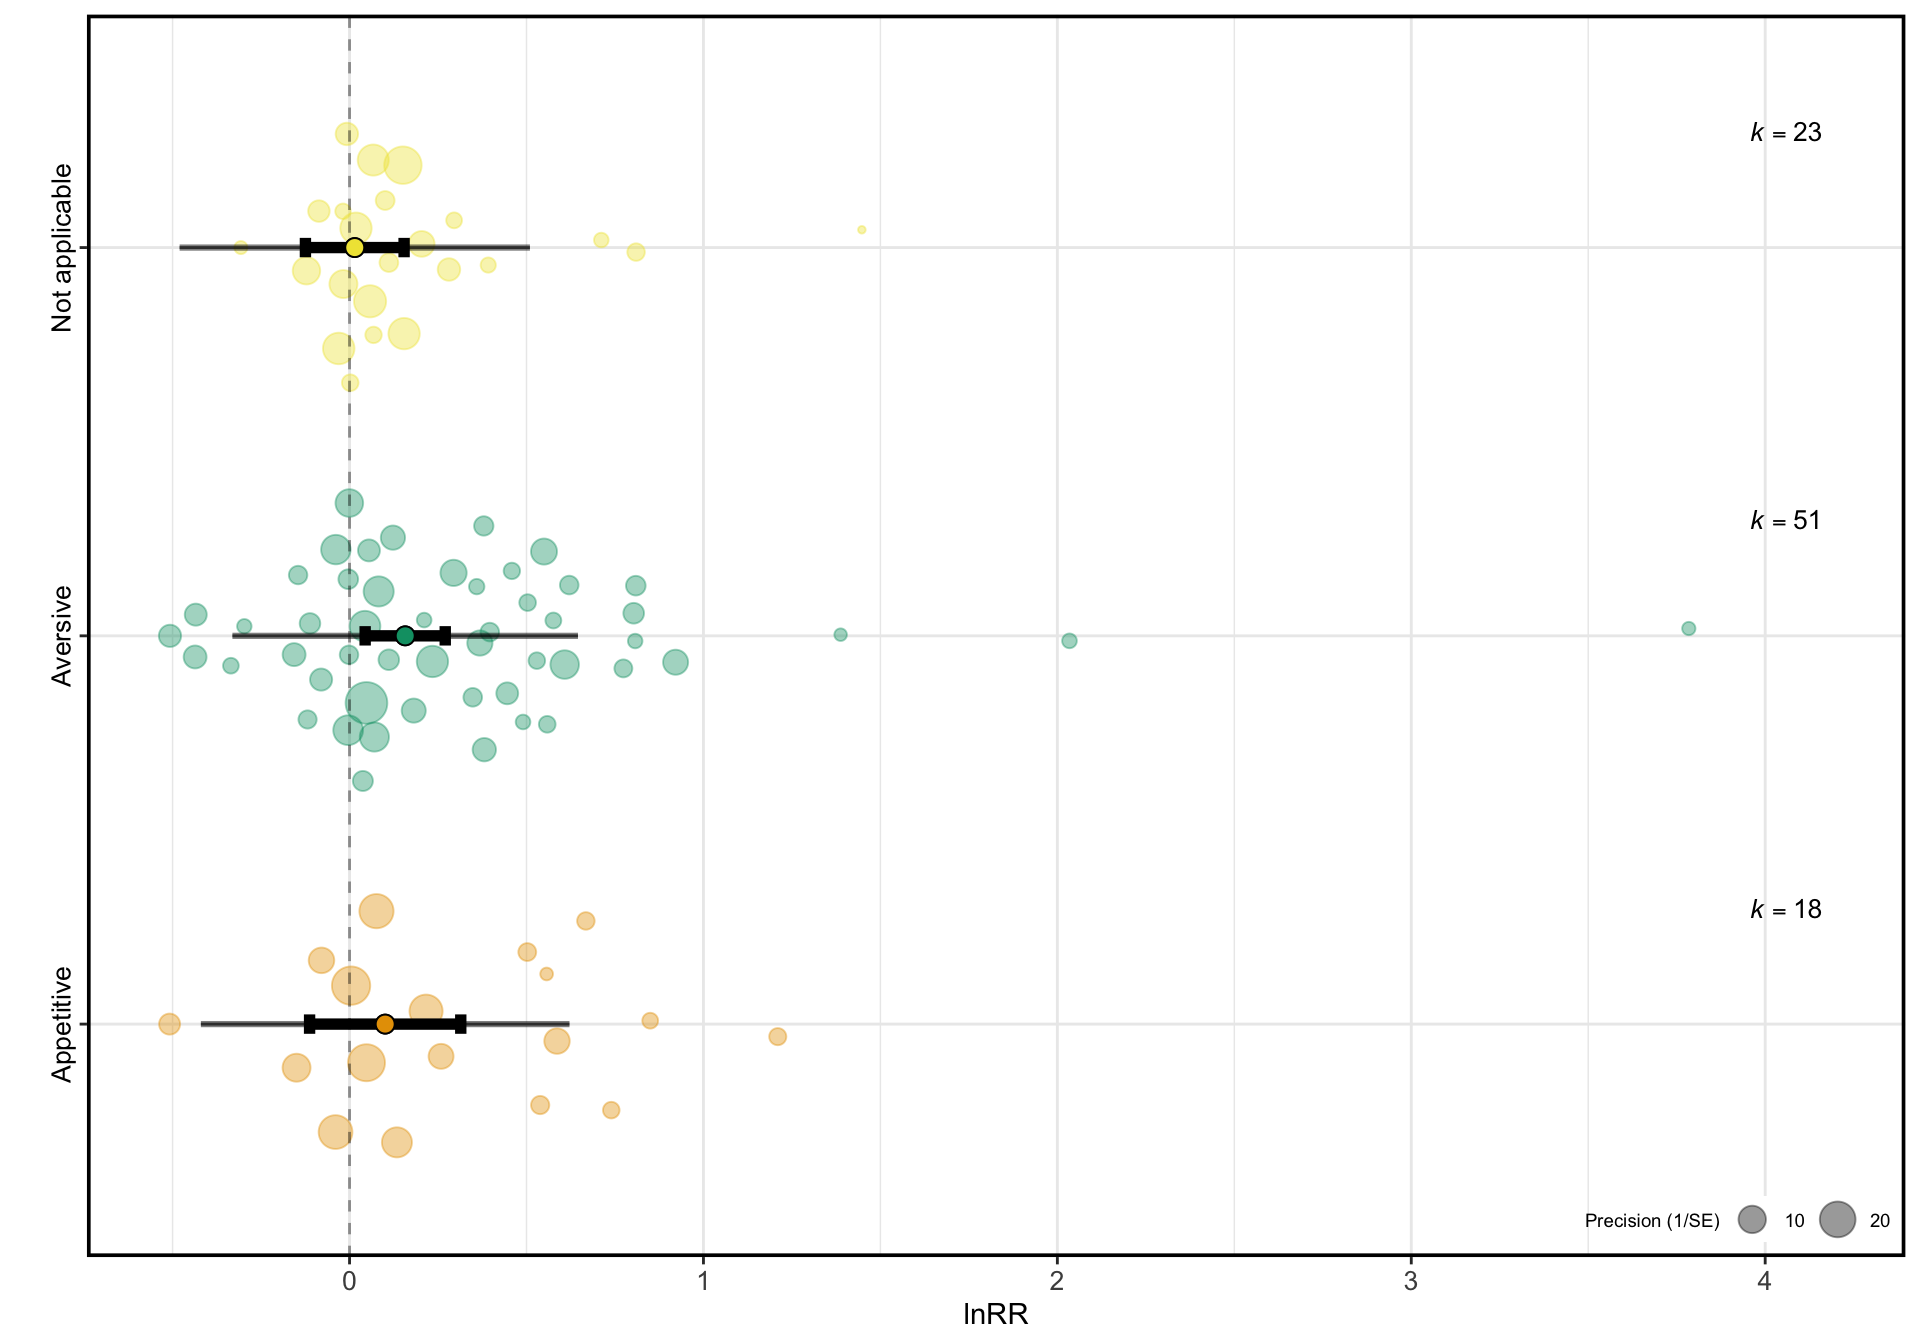 Not applicable
k = 23
Aversive
k = 51
Appetitive
k = 18
Precision (1/SE) 10 20
0 1 2 3 4
lnRR